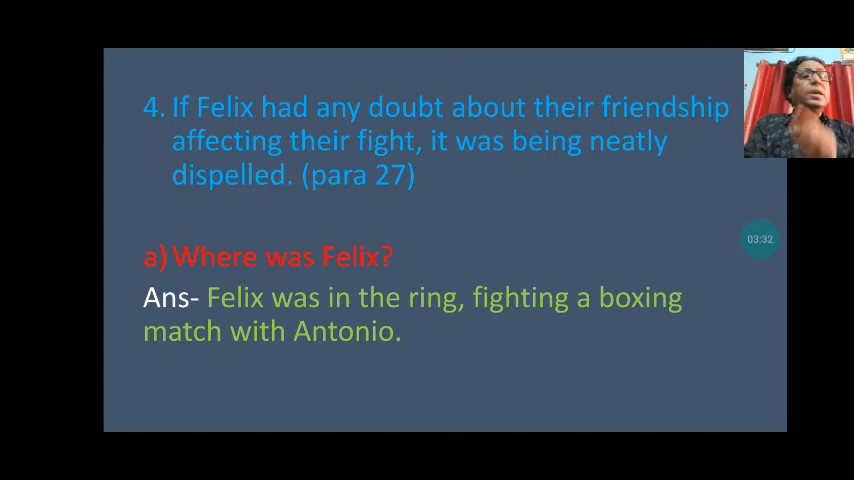 4. If Felix had any doubt about their friendship
affecting their fight, it was being neatly
dispelled. (para 27)
03:32
a) Where was Felix?
Ans- Felix was in the ring, fighting a boxing
match with Antonio.